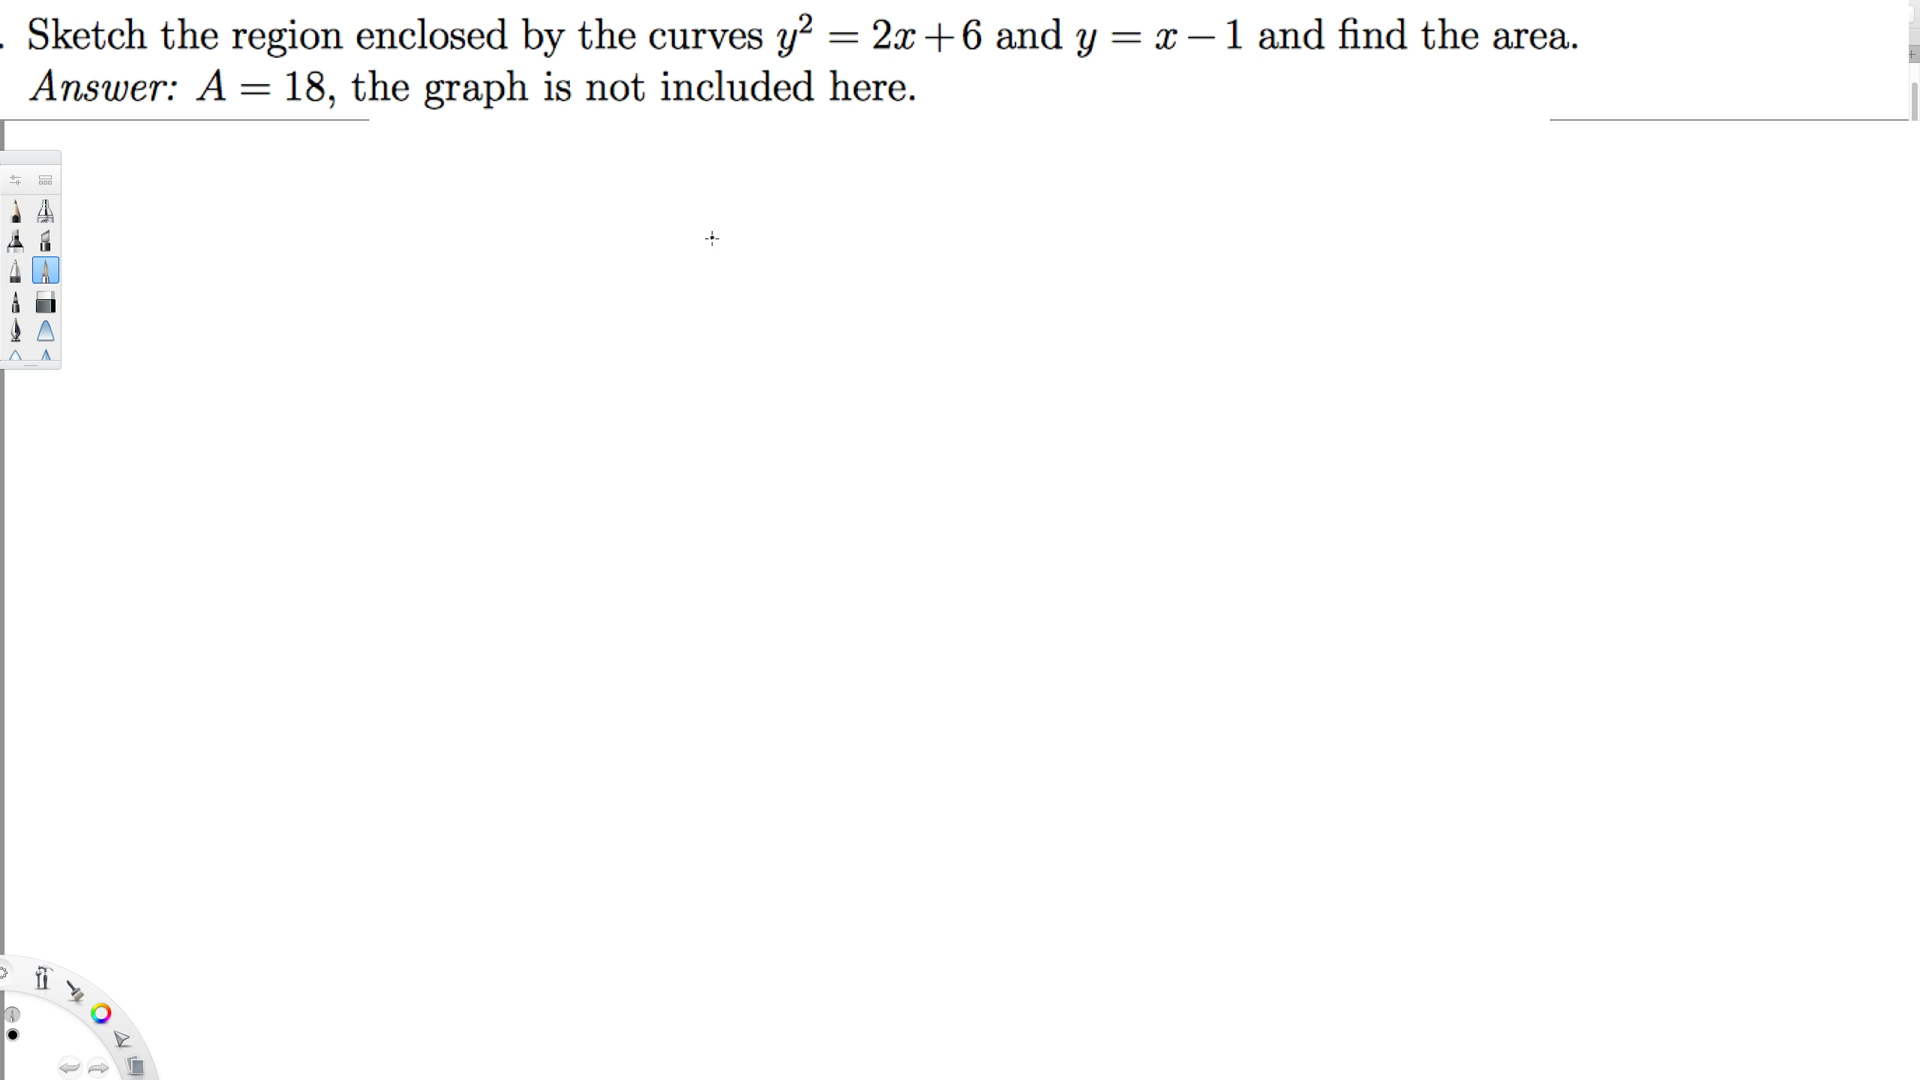 . Sketch the region enclosed by the curves y² = 2x + 6 and y = x − 1 and find the area.
Answer: A = 18, the graph is not included here.